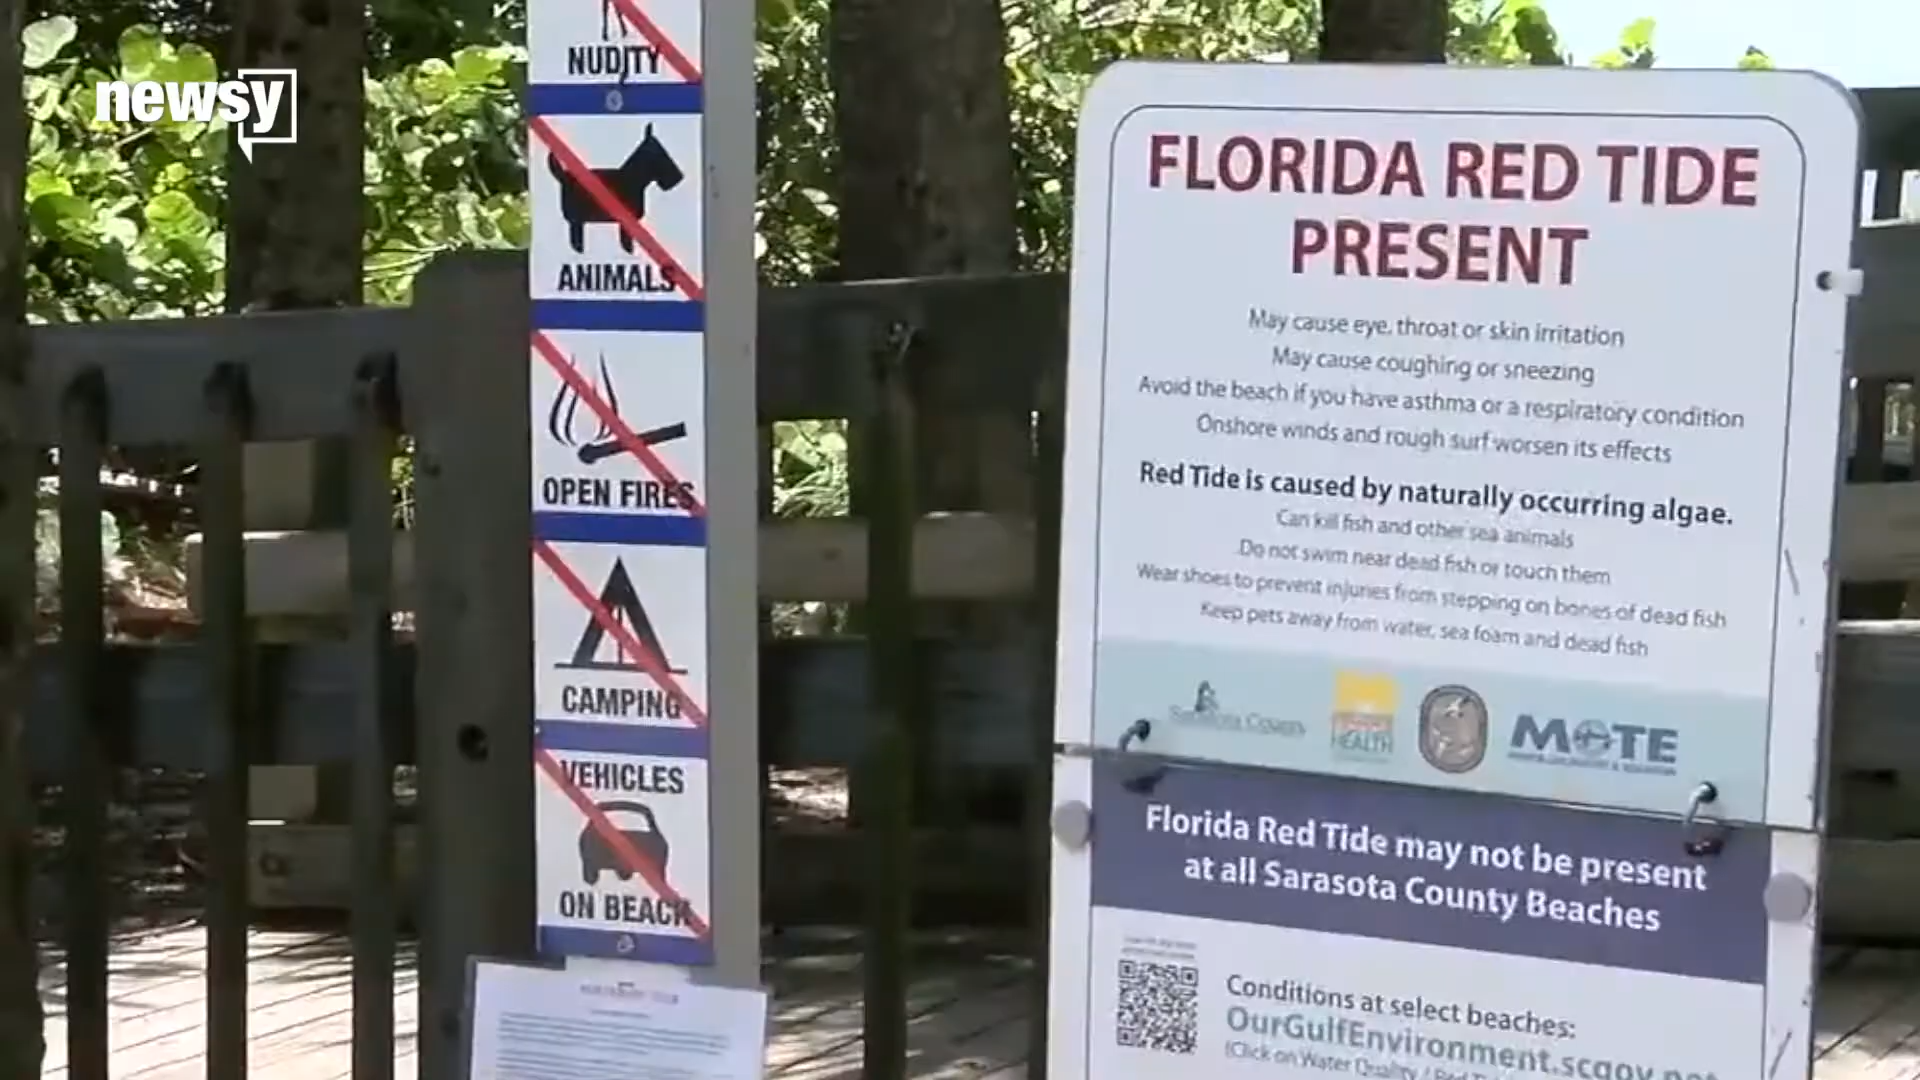 newsy
NUDITY
ANIMALS
OPEN FIRES
CAMPING
VEHICLES
ON BEACH
FLORIDA RED TIDE
PRESENT
May cause eye, throat or skin irritation
May cause coughing or sneezing
Avoid the beach if you have asthma or a respiratory condition
Onshore winds and rough surf worsen its effects
Red Tide is caused by naturally occurring algae.
Can kill fish and other sea animals
Do not swim near dead fish or touch them
Wear shoes to prevent injuries from stepping on bones of dead fish
Keep pets away from water, sea foam and dead fish
Sarasota County
HEALTH
MOTE
Florida Red Tide may not be present
at all Sarasota County Beaches
Conditions at select beaches:
OurGulfEnvironment.scgov.net
(Click on Water Quality / Red